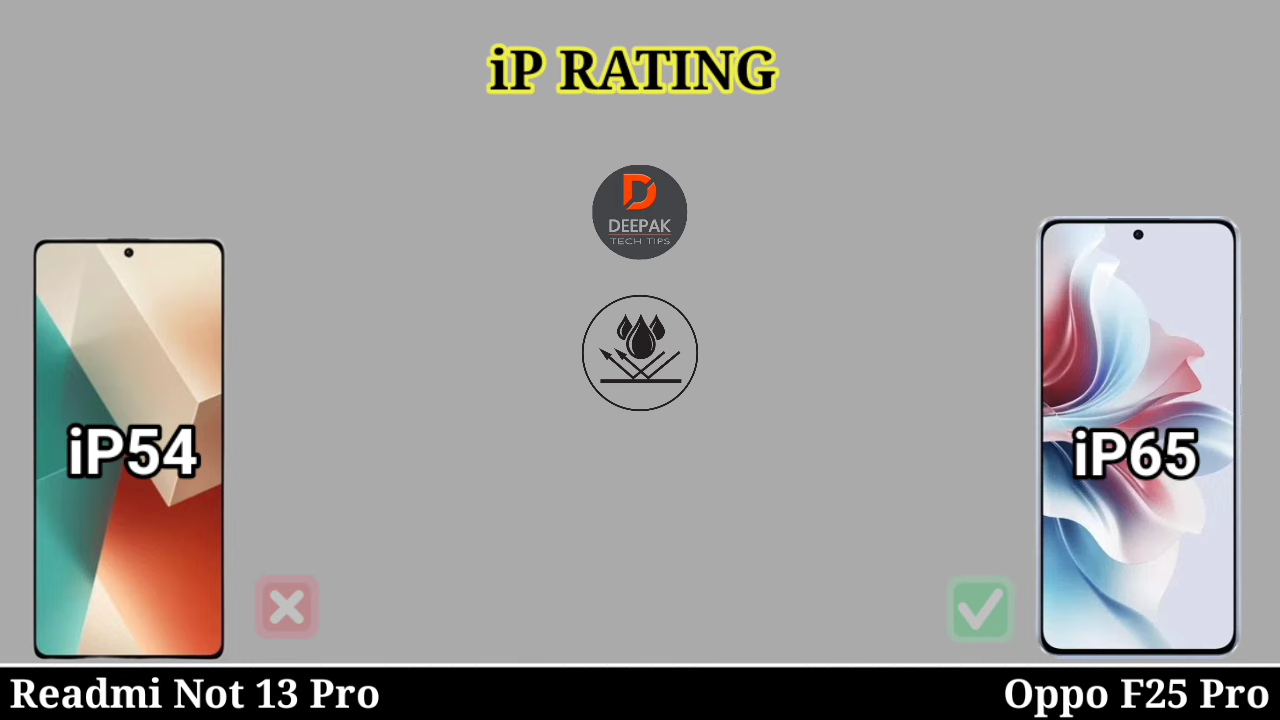 iP RATING
DEEPAK
TECH TIPS
iP54
iP65
Readmi Not 13 Pro
Oppo F25 Pro